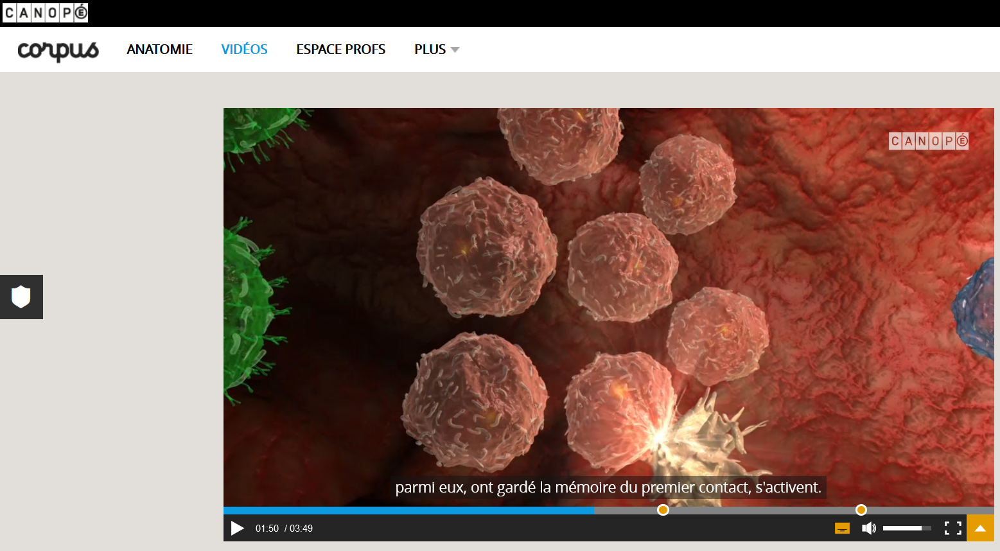 CANOPÉ
corpus
ANATOMIE VIDÉOS ESPACE PROFS PLUS
CANOPÉ
parmi eux, ont gardé la mémoire du premier contact, s'activent.
01:50 / 03:49